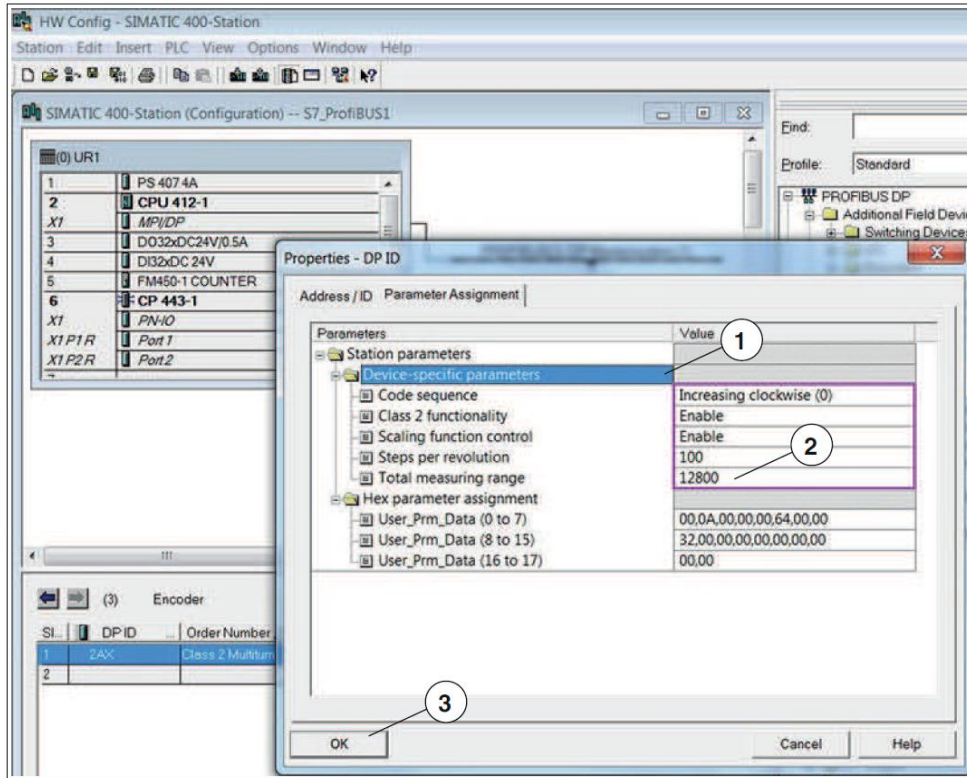 HW Config - SIMATIC 400-Station
Station Edit Insert PLC View Options Window Help
SIMATIC 400-Station (Configuration) -- S7_ProfiBUS1
(0) UR1
1 PS 407 4A
2 CPU 412-1
X1 MPI/DP
3 DO32xDC24V/0.5A
4 DI32xDC 24V
5 FM450-1 COUNTER
6 CP 443-1
X1 PN-IO
X1 P1 R Port 1
X1 P2 R Port 2
Find:
Profile: Standard
PROFIBUS DP
Additional Field Devi
Switching Devices
Properties - DP ID
Address / ID Parameter Assignment
Parameters Value
1
Station parameters
Device-specific parameters
Code sequence Increasing clockwise (0)
Class 2 functionality Enable
Scaling function control Enable
2
Steps per revolution 100
Total measuring range 12800
Hex parameter assignment
User_Prm_Data (0 to 7) 00,0A,00,00,00,64,00,00
User_Prm_Data (8 to 15) 32,00,00,00,00,00,00,00
User_Prm_Data (16 to 17) 00,00
(3) Encoder
Sl... DP ID ... Order Number
1 2AX Class 2 Multiturn
2
3
OK Cancel Help